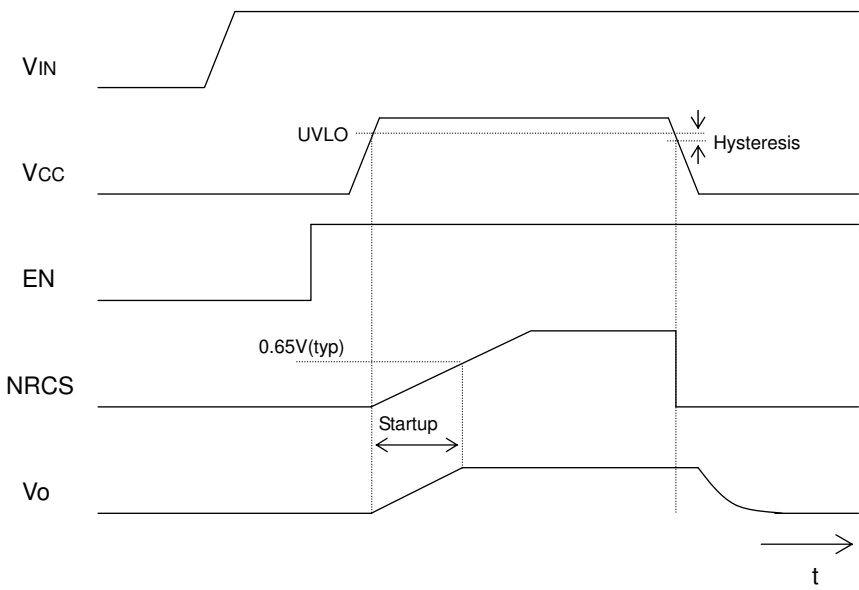 VIN
UVLO
Hysteresis
VCC
EN
0.65V(typ)
NRCS
Startup
Vo
t